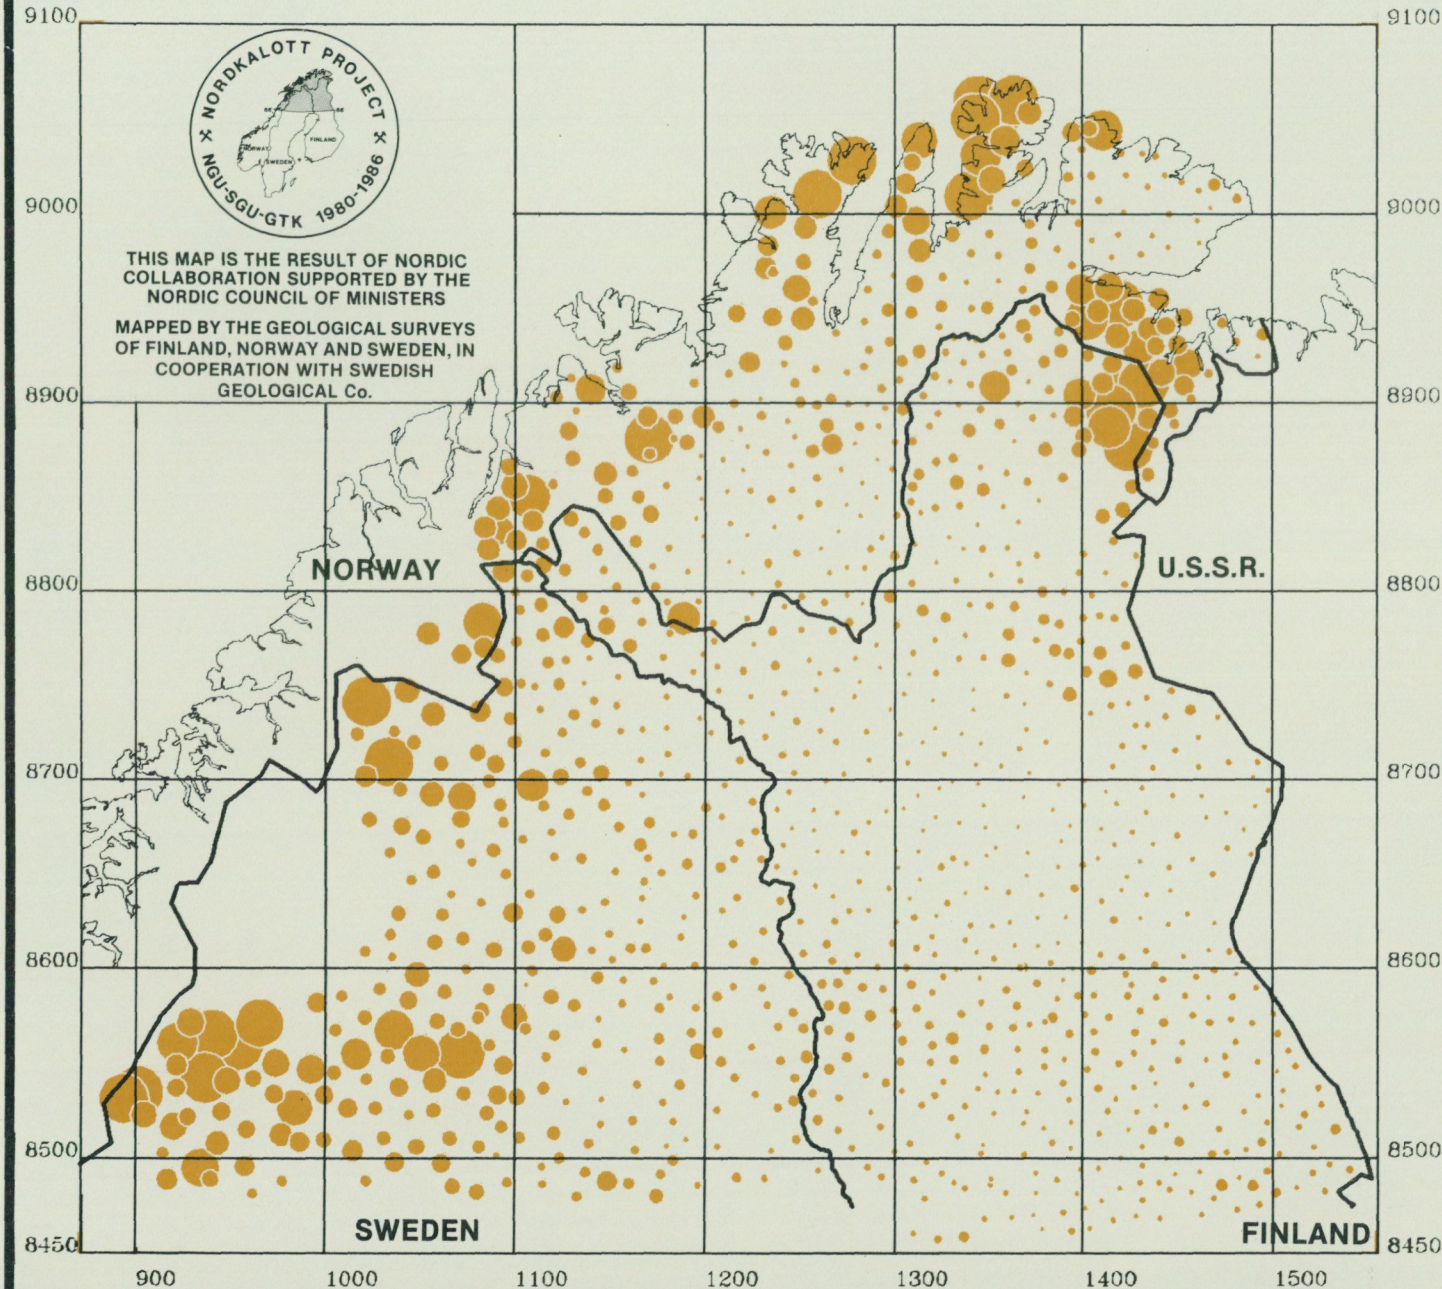 9100 9100
NORDKALOTT PROJECT
NGU-SGU-GTK 1980-1986
NORWAY
SWEDEN
FINLAND
9000 9000
THIS MAP IS THE RESULT OF NORDIC
COLLABORATION SUPPORTED BY THE
NORDIC COUNCIL OF MINISTERS
MAPPED BY THE GEOLOGICAL SURVEYS
OF FINLAND, NORWAY AND SWEDEN, IN
COOPERATION WITH SWEDISH
GEOLOGICAL Co.
8900 8900
NORWAY U.S.S.R.
8800 8800
8700 8700
8600 8600
8500 8500
SWEDEN FINLAND
8450 8450
900 1000 1100 1200 1300 1400 1500